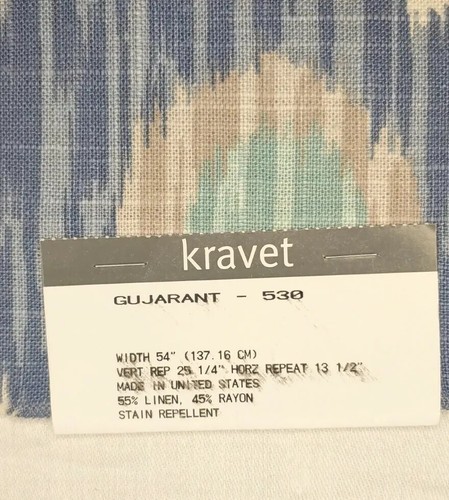 kravet
GUJARANT - 530
WIDTH 54" (137.16 CM)
VERT REP 25 1/4" HORZ REPEAT 13 1/2"
MADE IN UNITED STATES
55% LINEN, 45% RAYON
STAIN REPELLENT